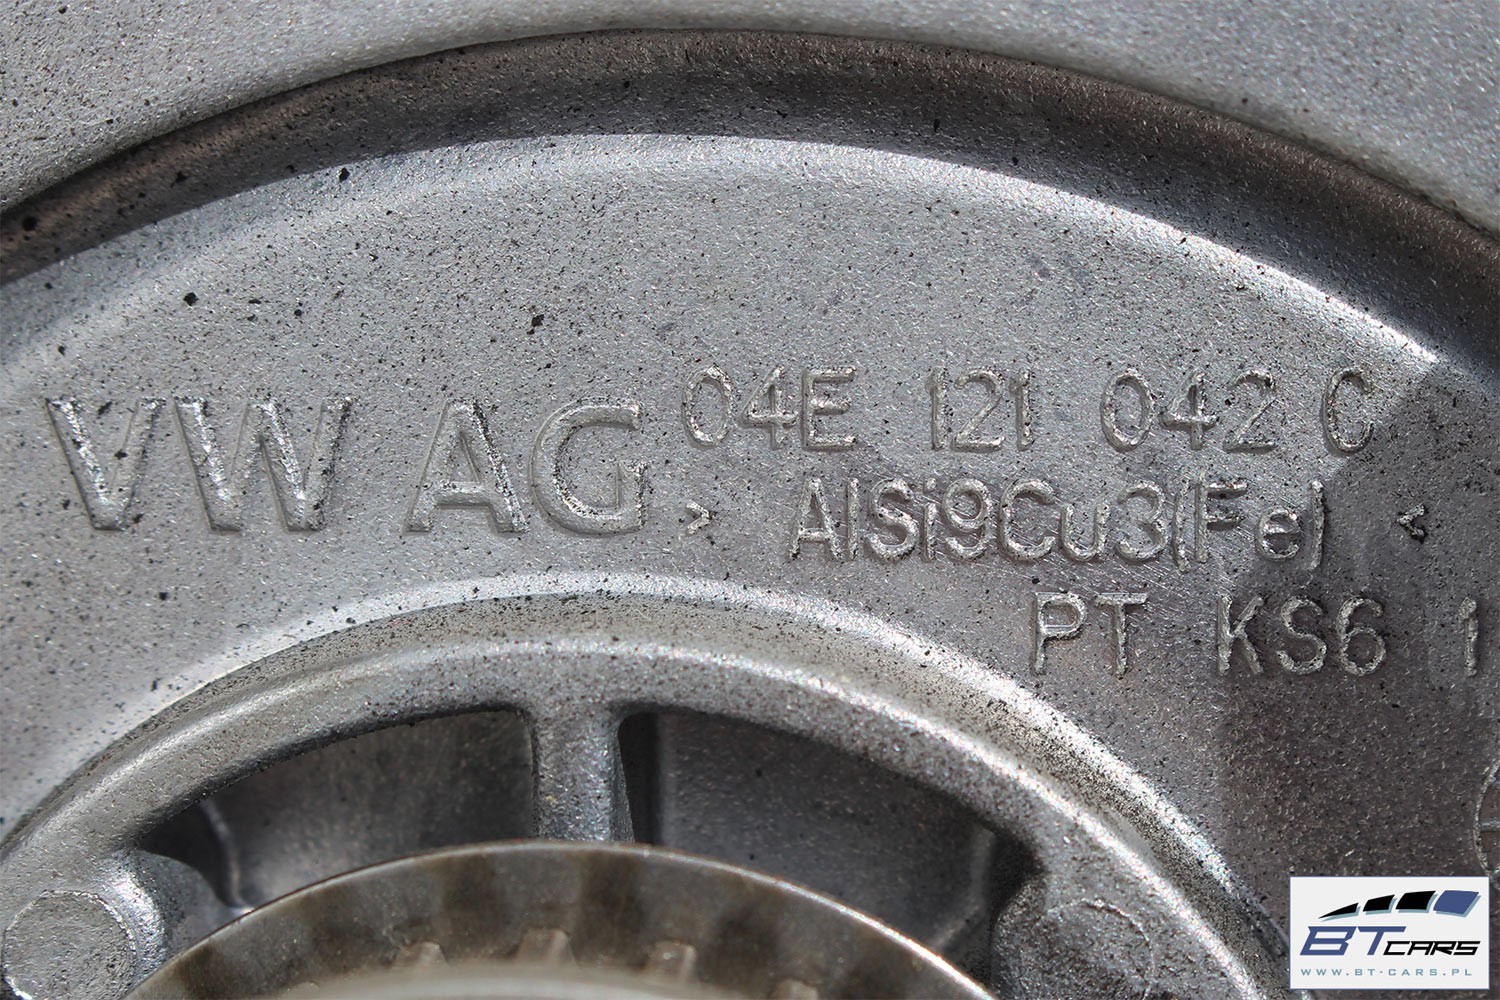 VW AG
04E 121 042 C
> AlSi9Cu3(Fe) <
PT KS6 1
BT CARS
WWW.BT-CARS.PL